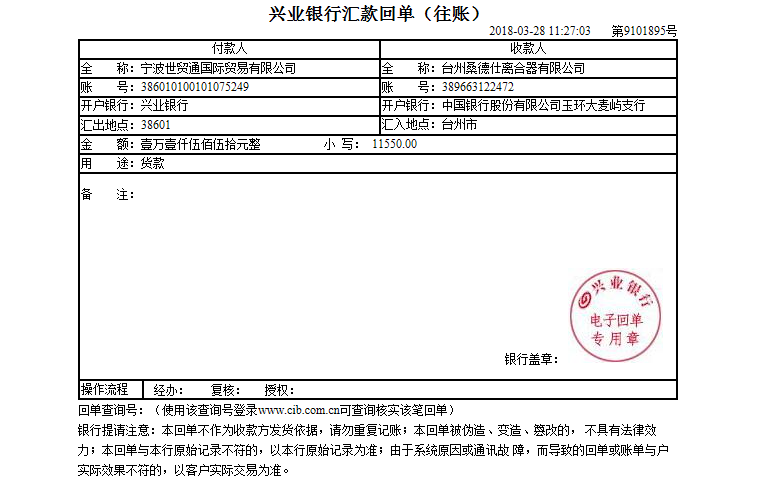 兴业银行汇款回单（往账）
2018-03-28 11:27:03 第9101895号
付款人 收款人
全 称：宁波世贸通国际贸易有限公司 全 称：台州桑德仕离合器有限公司
账 号：386010100101075249 账 号：389663122472
开户银行：兴业银行 开户银行：中国银行股份有限公司玉环大麦屿支行
汇出地点：38601 汇入地点：台州市
金 额：壹万壹仟伍佰伍拾元整 小 写： 11550.00
用 途：货款
备 注：
兴业银行
电子回单
专用章
银行盖章：
操作流程 经办： 复核： 授权：
回单查询号：（使用该查询号登录www.cib.com.cn可查询核实该笔回单）
银行提请注意：本回单不作为收款方发货依据，请勿重复记账；本回单被伪造、变造、篡改的， 不具有法律效
力；本回单与本行原始记录不符的，以本行原始记录为准；由于系统原因或通讯故 障，而导致的回单或账单与户
实际效果不符的，以客户实际交易为准。